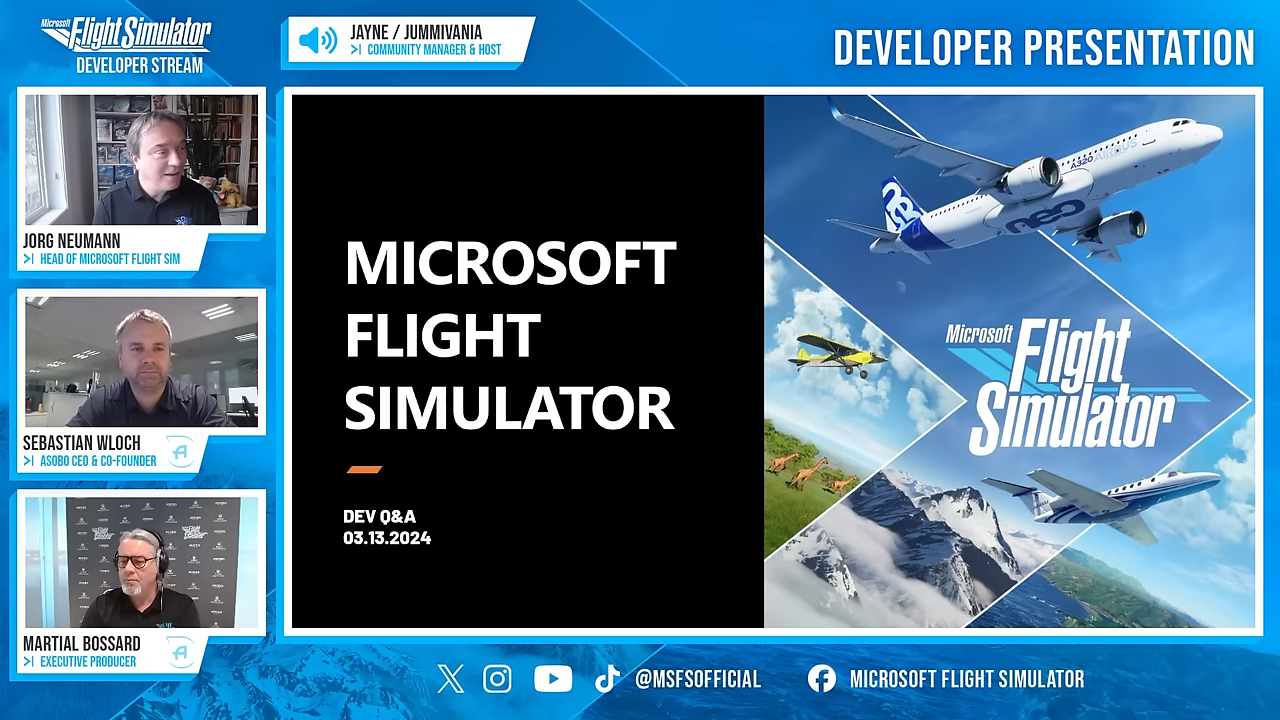 Microsoft
Flight Simulator
DEVELOPER STREAM
JAYNE / JUMMIVANIA
COMMUNITY MANAGER & HOST
DEVELOPER PRESENTATION
JORG NEUMANN
HEAD OF MICROSOFT FLIGHT SIM
SEBASTIAN WLOCH
ASOBO CEO & CO-FOUNDER
MARTIAL BOSSARD
EXECUTIVE PRODUCER
MICROSOFT
FLIGHT
SIMULATOR
DEV Q&A
03.13.2024
A320
AIRBUS
neo
Microsoft
Flight
Simulator
@MSFSOFFICIAL
MICROSOFT FLIGHT SIMULATOR